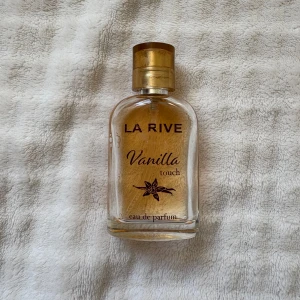 LA RIVE
Vanilla
touch
eau de parfum